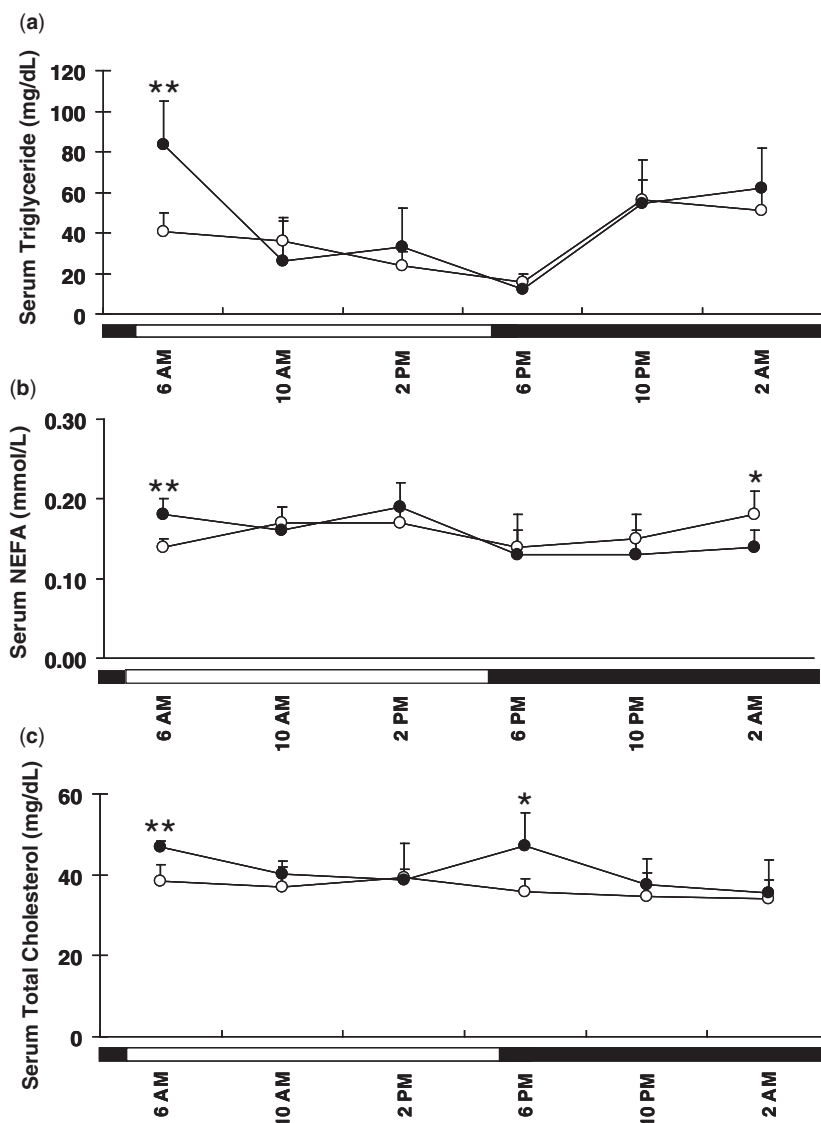 (a)
Serum Triglyceride (mg/dL)
120
100
80
60
40
20
0
**
6 AM
10 AM
2 PM
6 PM
10 PM
2 AM
(b)
Serum NEFA (mmol/L)
0.30
0.20
0.10
0.00
**
*
6 AM
10 AM
2 PM
6 PM
10 PM
2 AM
(c)
Serum Total Cholesterol (mg/dL)
60
40
20
0
**
*
6 AM
10 AM
2 PM
6 PM
10 PM
2 AM